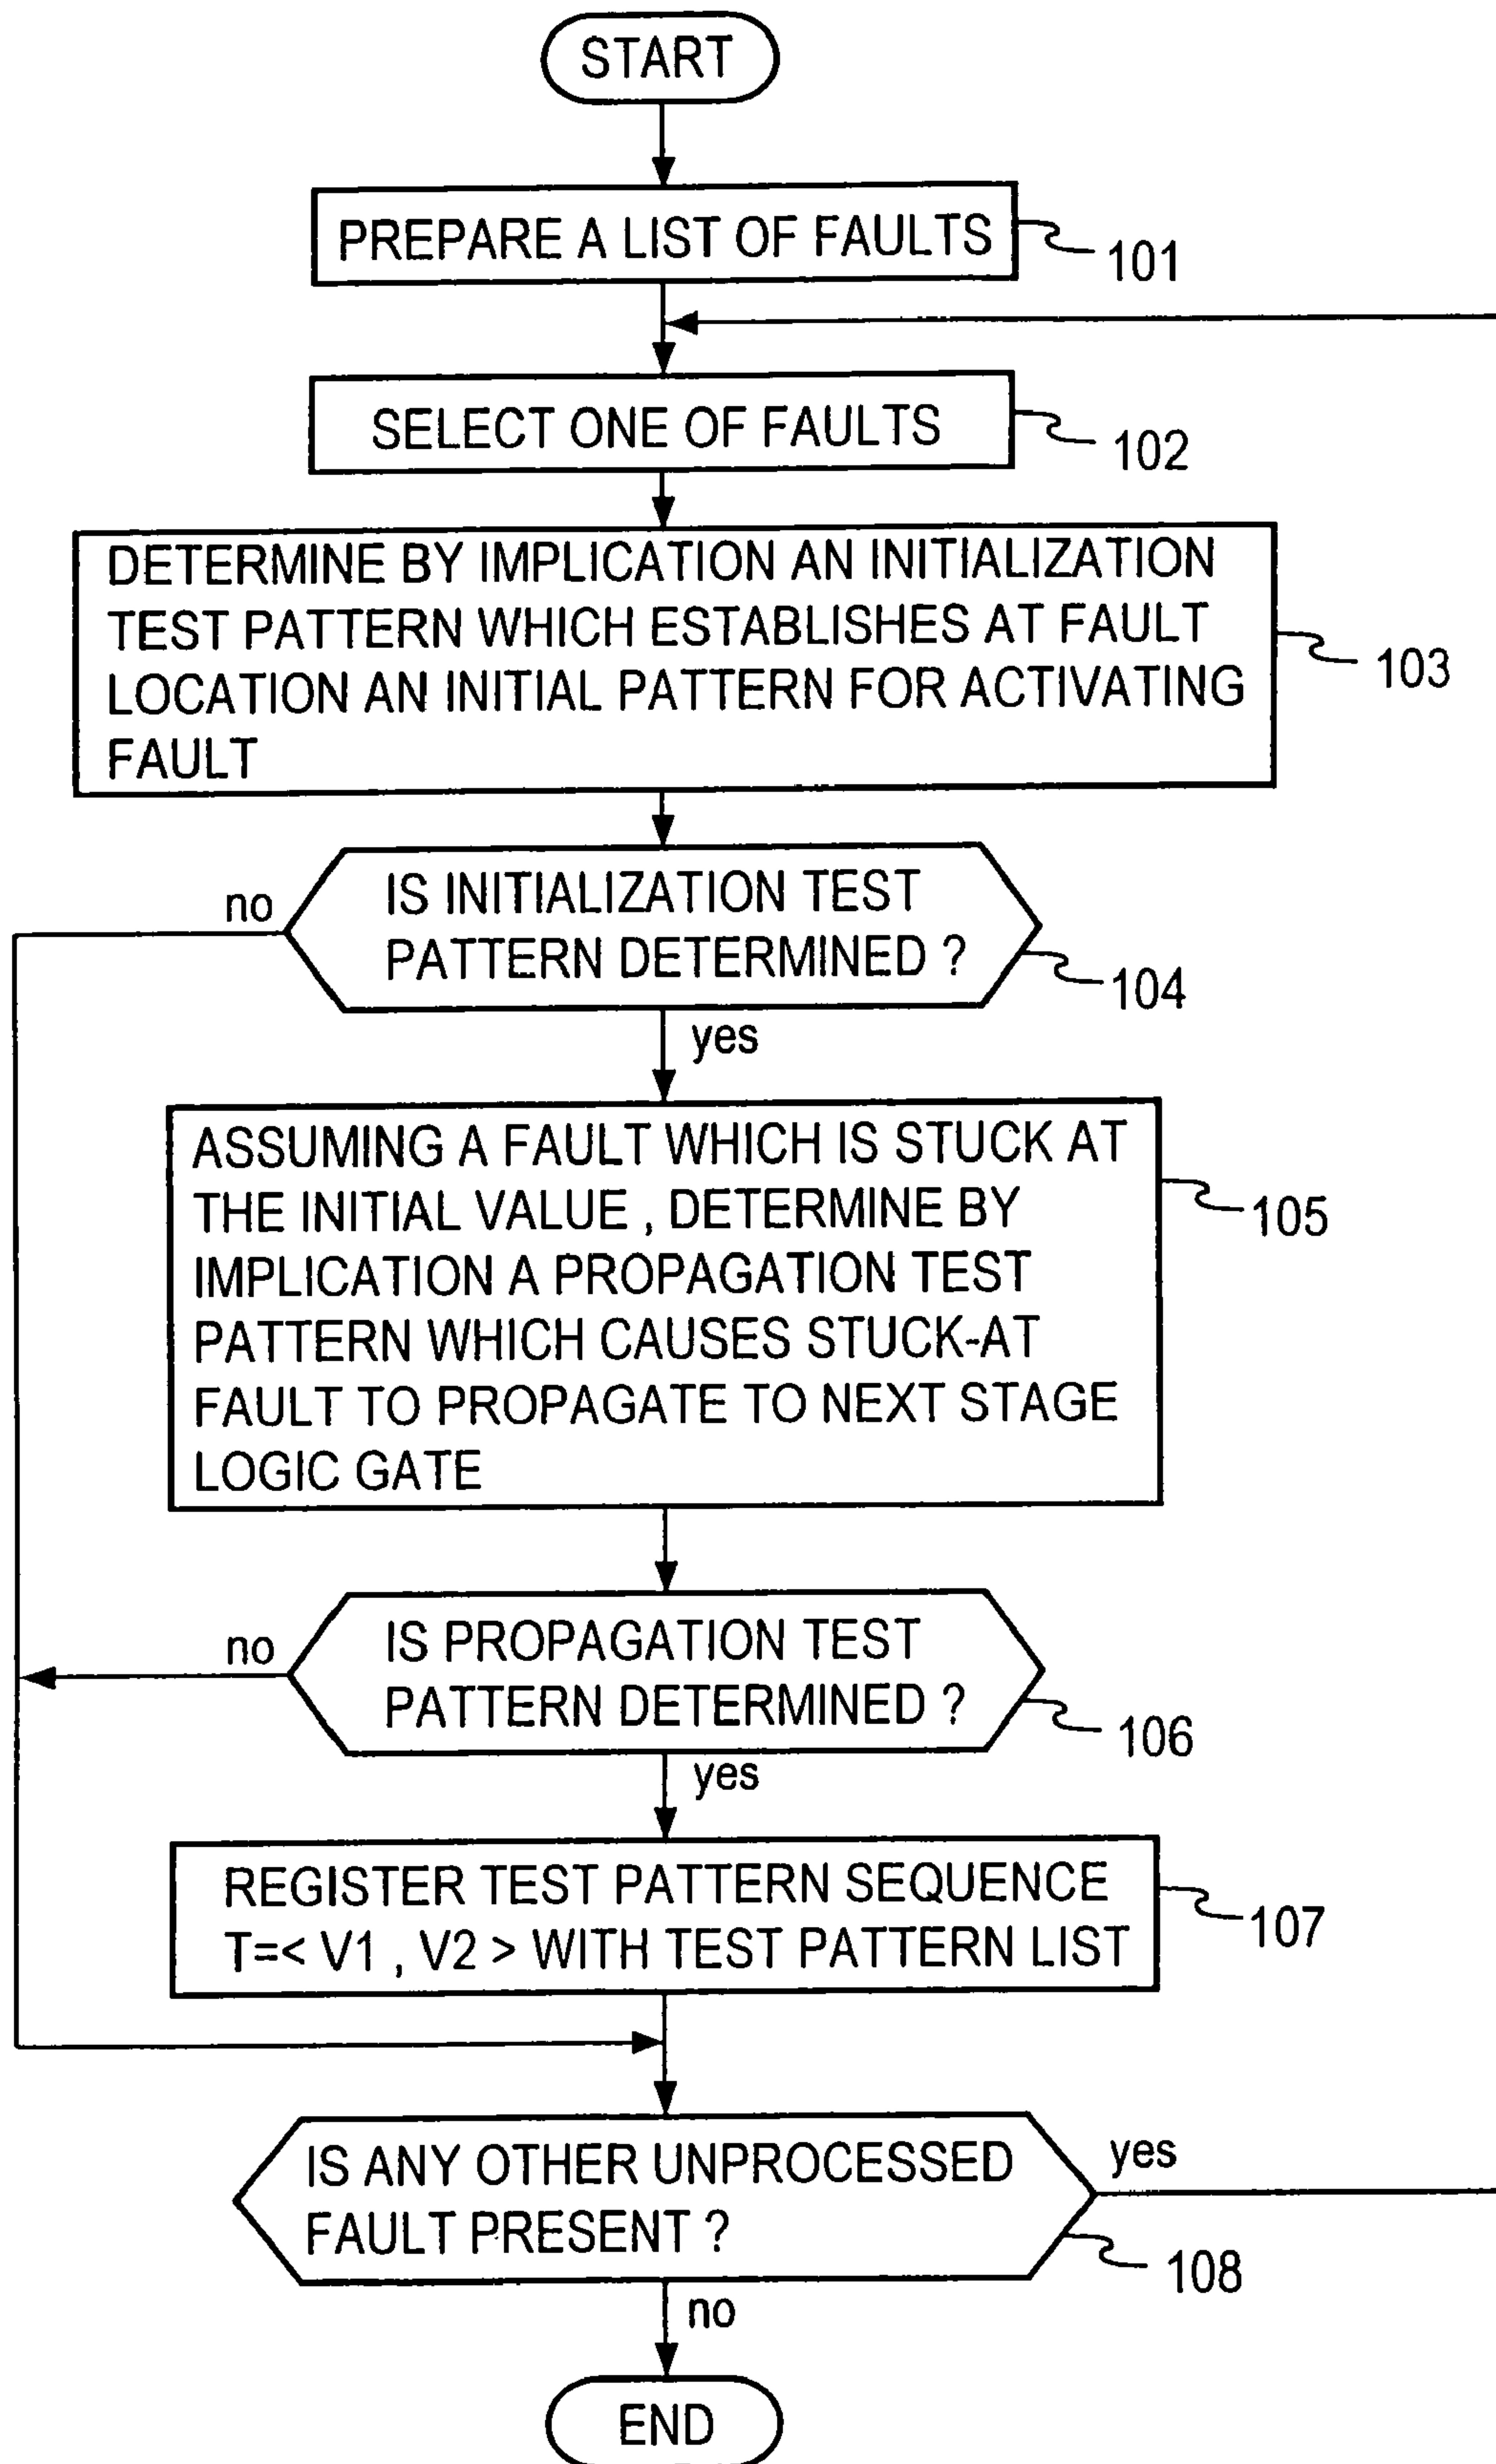 START
PREPARE A LIST OF FAULTS
101
SELECT ONE OF FAULTS
102
DETERMINE BY IMPLICATION AN INITIALIZATION
TEST PATTERN WHICH ESTABLISHES AT FAULT
LOCATION AN INITIAL PATTERN FOR ACTIVATING
FAULT
103
no
IS INITIALIZATION TEST
PATTERN DETERMINED ?
104
yes
ASSUMING A FAULT WHICH IS STUCK AT
THE INITIAL VALUE , DETERMINE BY
IMPLICATION A PROPAGATION TEST
PATTERN WHICH CAUSES STUCK-AT
FAULT TO PROPAGATE TO NEXT STAGE
LOGIC GATE
105
no
IS PROPAGATION TEST
PATTERN DETERMINED ?
106
yes
REGISTER TEST PATTERN SEQUENCE
T=< V1 , V2 > WITH TEST PATTERN LIST
107
IS ANY OTHER UNPROCESSED
FAULT PRESENT ?
yes
108
no
END